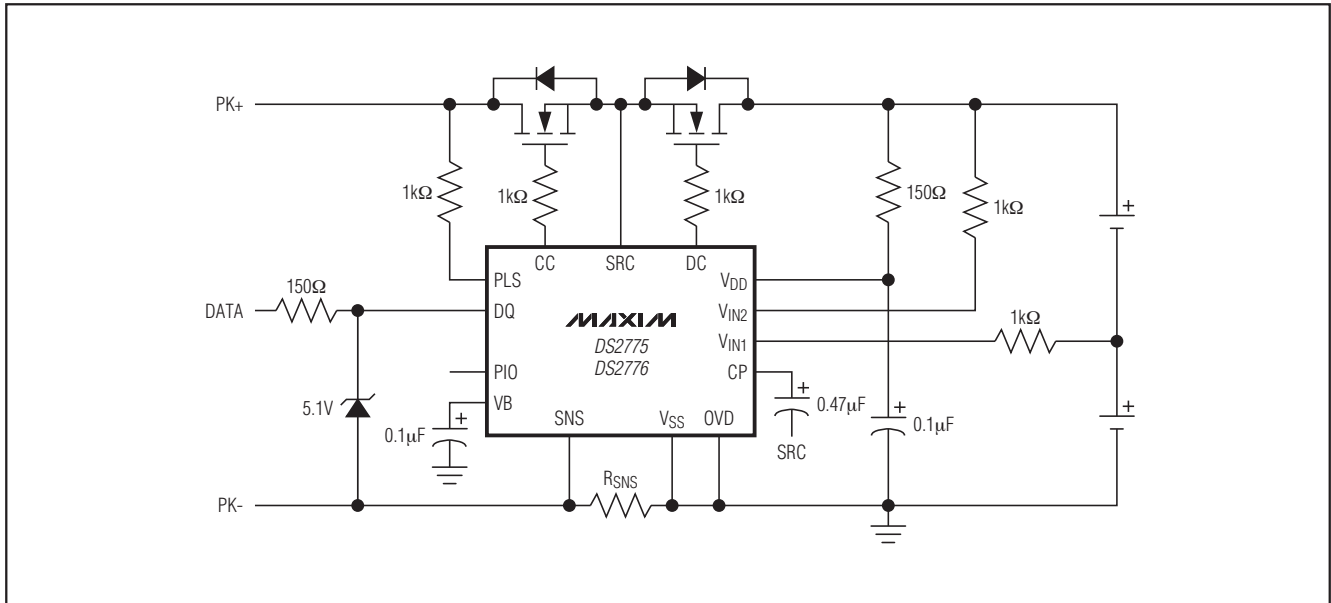 PK+
1kΩ
1kΩ
1kΩ
150Ω
1kΩ
+
CC
SRC
DC
PLS
VDD
150Ω
DATA
DQ
MAXIM
VIN2
1kΩ
DS2775
VIN1
DS2776
PIO
CP
+
0.47µF
5.1V
VB
+
+
+
0.1µF
SNS
VSS
OVD
0.1µF
SRC
RSNS
PK-